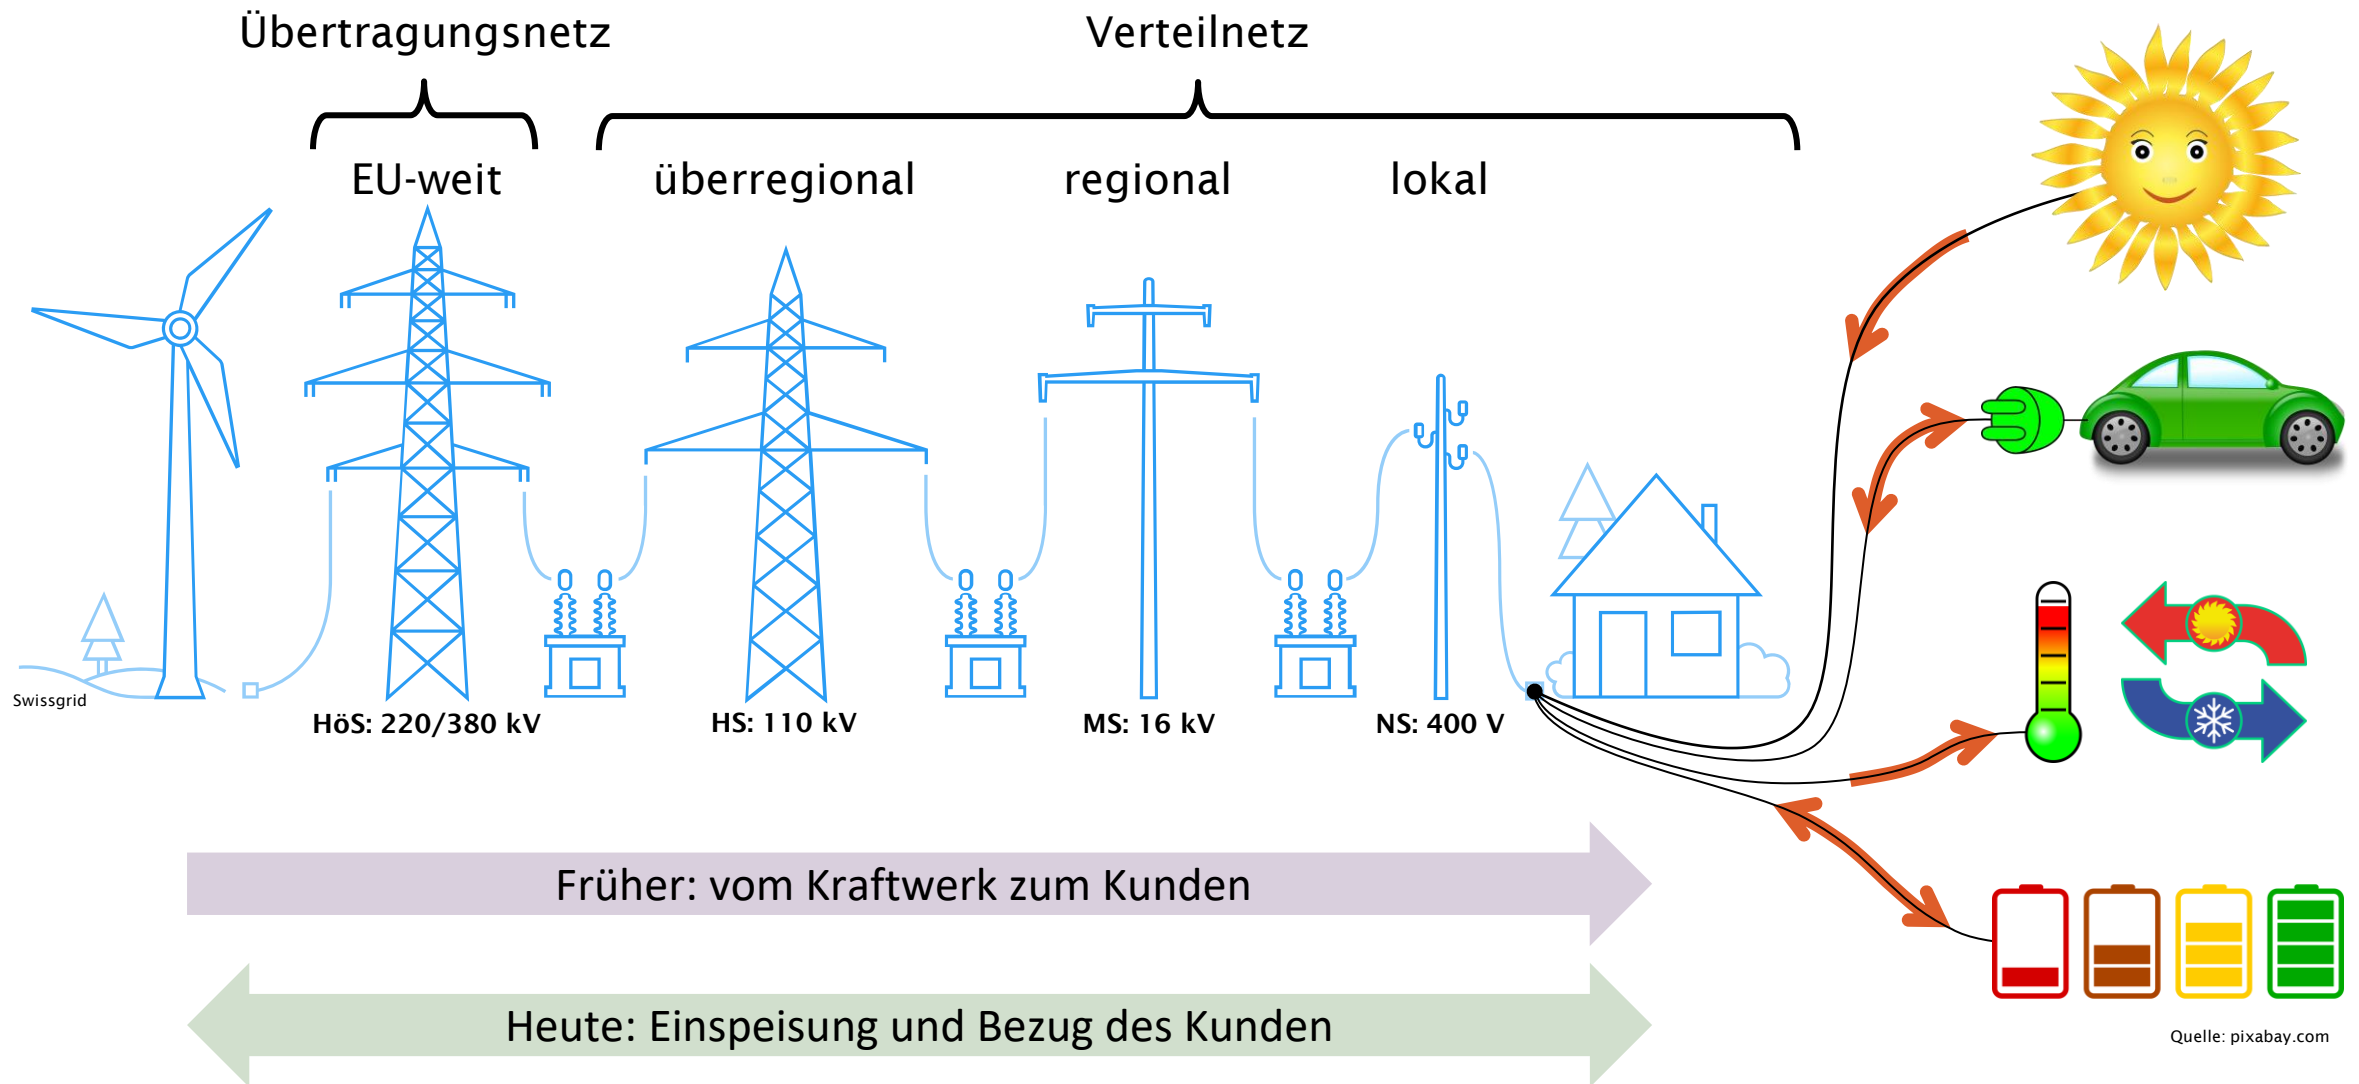 Übertragungsnetz
Verteilnetz
EU-weit
überregional
regional
lokal
Swissgrid
HöS: 220/380 kV
HS: 110 kV
MS: 16 kV
NS: 400 V
Früher: vom Kraftwerk zum Kunden
Heute: Einspeisung und Bezug des Kunden
Quelle: pixabay.com